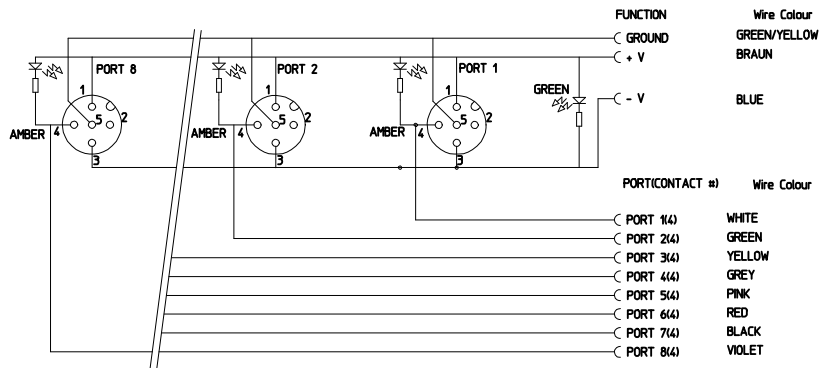 FUNCTION Wire Colour
GROUND GREEN/YELLOW
+ V BRAUN
- V BLUE
PORT 8 PORT 2 PORT 1
GREEN
1 2 3 4 5 AMBER
1 2 3 4 5 AMBER
1 2 3 4 5 AMBER
PORT(CONTACT #) Wire Colour
PORT 1(4) WHITE
PORT 2(4) GREEN
PORT 3(4) YELLOW
PORT 4(4) GREY
PORT 5(4) PINK
PORT 6(4) RED
PORT 7(4) BLACK
PORT 8(4) VIOLET